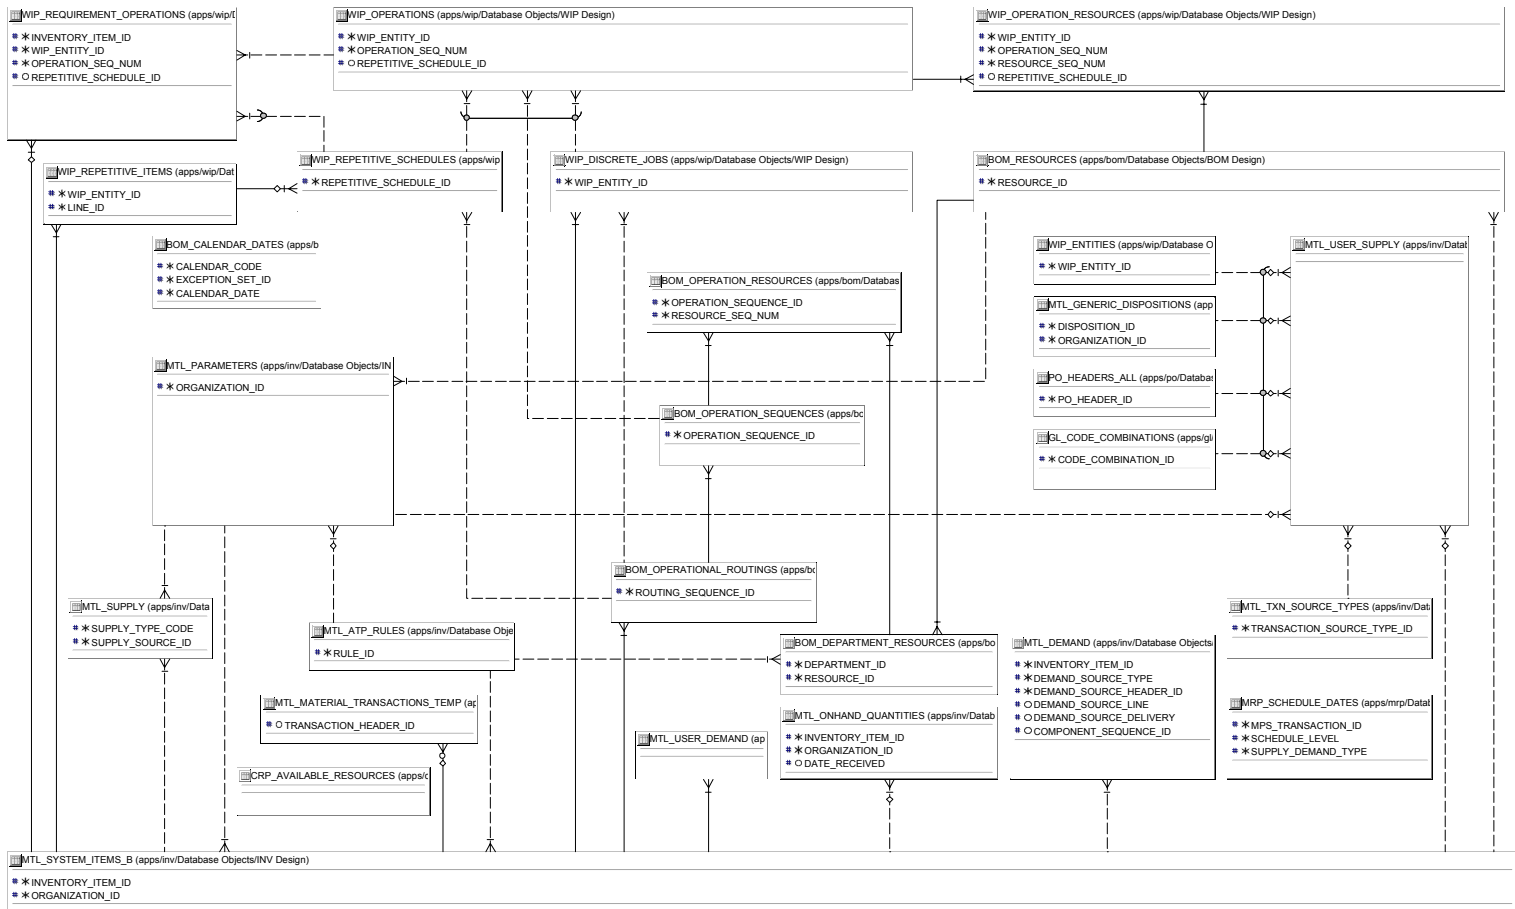 WIP_REQUIREMENT_OPERATIONS (apps/wip/D
# * INVENTORY_ITEM_ID
# * WIP_ENTITY_ID
# * OPERATION_SEQ_NUM
# O REPETITIVE_SCHEDULE_ID
WIP_OPERATIONS (apps/wip/Database Objects/WIP Design)
# * WIP_ENTITY_ID
# * OPERATION_SEQ_NUM
# O REPETITIVE_SCHEDULE_ID
WIP_OPERATION_RESOURCES (apps/wip/Database Objects/WIP Design)
# * WIP_ENTITY_ID
# * OPERATION_SEQ_NUM
# * RESOURCE_SEQ_NUM
# O REPETITIVE_SCHEDULE_ID
WIP_REPETITIVE_ITEMS (apps/wip/Dat
# * WIP_ENTITY_ID
# * LINE_ID
WIP_REPETITIVE_SCHEDULES (apps/wip
# * REPETITIVE_SCHEDULE_ID
WIP_DISCRETE_JOBS (apps/wip/Database Objects/WIP Design)
# * WIP_ENTITY_ID
BOM_RESOURCES (apps/bom/Database Objects/BOM Design)
# * RESOURCE_ID
BOM_CALENDAR_DATES (apps/b
# * CALENDAR_CODE
# * EXCEPTION_SET_ID
# * CALENDAR_DATE
BOM_OPERATION_RESOURCES (apps/bom/Databas
# * OPERATION_SEQUENCE_ID
# * RESOURCE_SEQ_NUM
WIP_ENTITIES (apps/wip/Database O
# * WIP_ENTITY_ID
MTL_USER_SUPPLY (apps/inv/Datab
MTL_GENERIC_DISPOSITIONS (app
# * DISPOSITION_ID
# * ORGANIZATION_ID
MTL_PARAMETERS (apps/inv/Database Objects/IN
# * ORGANIZATION_ID
PO_HEADERS_ALL (apps/po/Databas
# * PO_HEADER_ID
BOM_OPERATION_SEQUENCES (apps/bo
# * OPERATION_SEQUENCE_ID
GL_CODE_COMBINATIONS (apps/gl/
# * CODE_COMBINATION_ID
BOM_OPERATIONAL_ROUTINGS (apps/bo
# * ROUTING_SEQUENCE_ID
MTL_SUPPLY (apps/inv/Data
# * SUPPLY_TYPE_CODE
# * SUPPLY_SOURCE_ID
MTL_ATP_RULES (apps/inv/Database Obje
# * RULE_ID
BOM_DEPARTMENT_RESOURCES (apps/bo
# * DEPARTMENT_ID
# * RESOURCE_ID
MTL_DEMAND (apps/inv/Database Objects/
# * INVENTORY_ITEM_ID
# * DEMAND_SOURCE_TYPE
# * DEMAND_SOURCE_HEADER_ID
# O DEMAND_SOURCE_LINE
# O DEMAND_SOURCE_DELIVERY
# O COMPONENT_SEQUENCE_ID
MTL_TXN_SOURCE_TYPES (apps/inv/Dat
# * TRANSACTION_SOURCE_TYPE_ID
MTL_MATERIAL_TRANSACTIONS_TEMP (ap
# O TRANSACTION_HEADER_ID
MTL_ONHAND_QUANTITIES (apps/inv/Datab
# * INVENTORY_ITEM_ID
# * ORGANIZATION_ID
# O DATE_RECEIVED
MRP_SCHEDULE_DATES (apps/mrp/Datab
# * MPS_TRANSACTION_ID
# * SCHEDULE_LEVEL
# * SUPPLY_DEMAND_TYPE
MTL_USER_DEMAND (ap
CRP_AVAILABLE_RESOURCES (apps/c
MTL_SYSTEM_ITEMS_B (apps/inv/Database Objects/INV Design)
# * INVENTORY_ITEM_ID
# * ORGANIZATION_ID